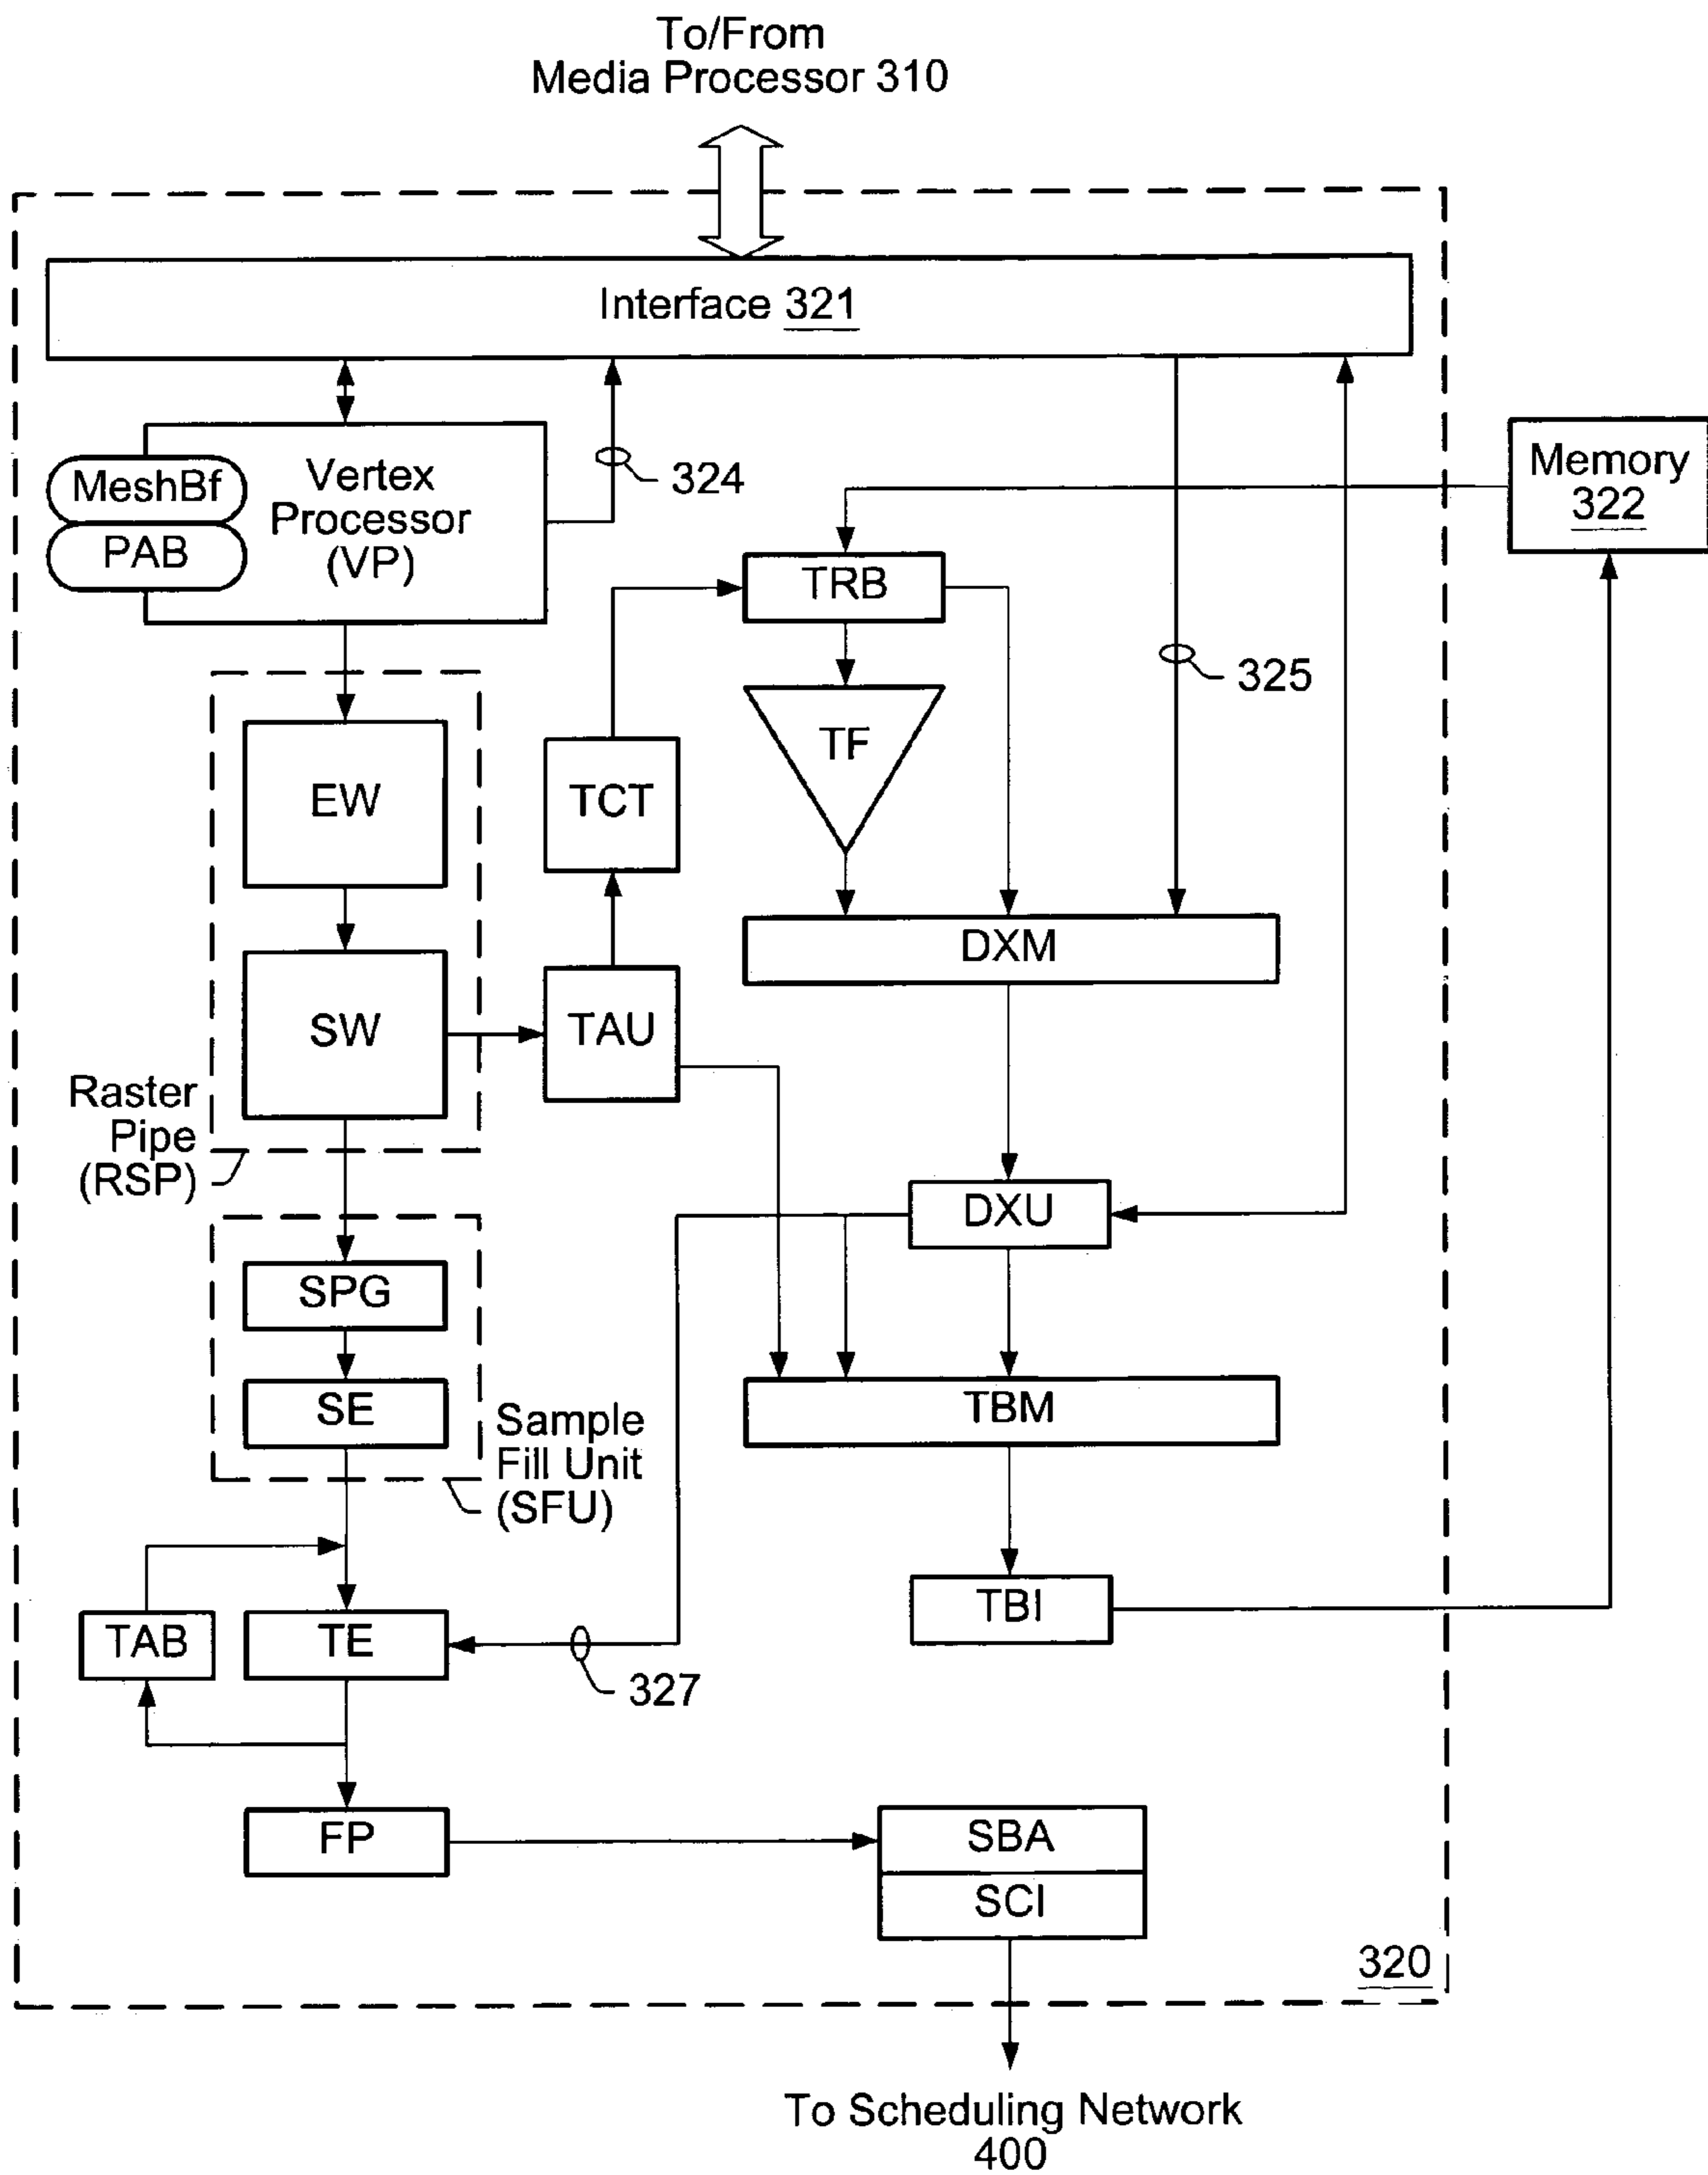 To/From
Media Processor 310
Interface 321
MeshBf
PAB
Vertex
Processor
(VP)
324
Memory
322
TRB
325
TF
EW
TCT
DXM
SW
TAU
Raster
Pipe
(RSP)
DXU
SPG
SE
TBM
Sample
Fill Unit
(SFU)
TBI
TAB
TE
327
FP
SBA
SCI
320
To Scheduling Network
400